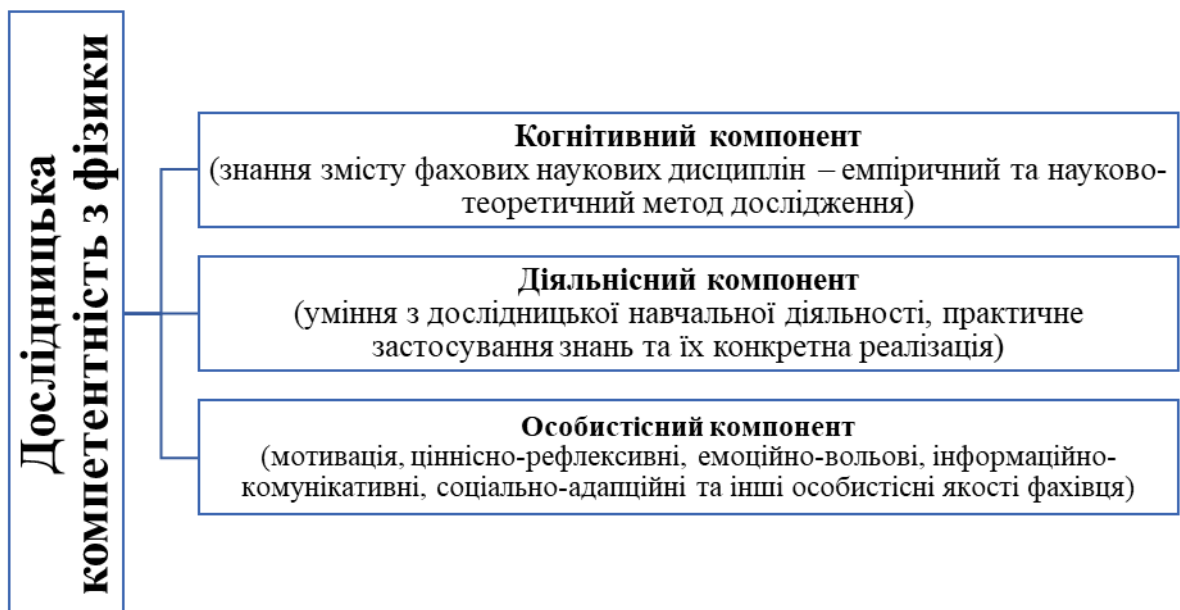 Дослідницька
компетентність з фізики
Когнітивний компонент
(знання змісту фахових наукових дисциплін – емпіричний та науково-
теоретичний метод дослідження)
Діяльнісний компонент
(уміння з дослідницької навчальної діяльності, практичне
застосування знань та їх конкретна реалізація)
Особистісний компонент
(мотивація, ціннісно-рефлексивні, емоційно-вольові, інформаційно-
комунікативні, соціально-адапційні та інші особистісні якості фахівця)